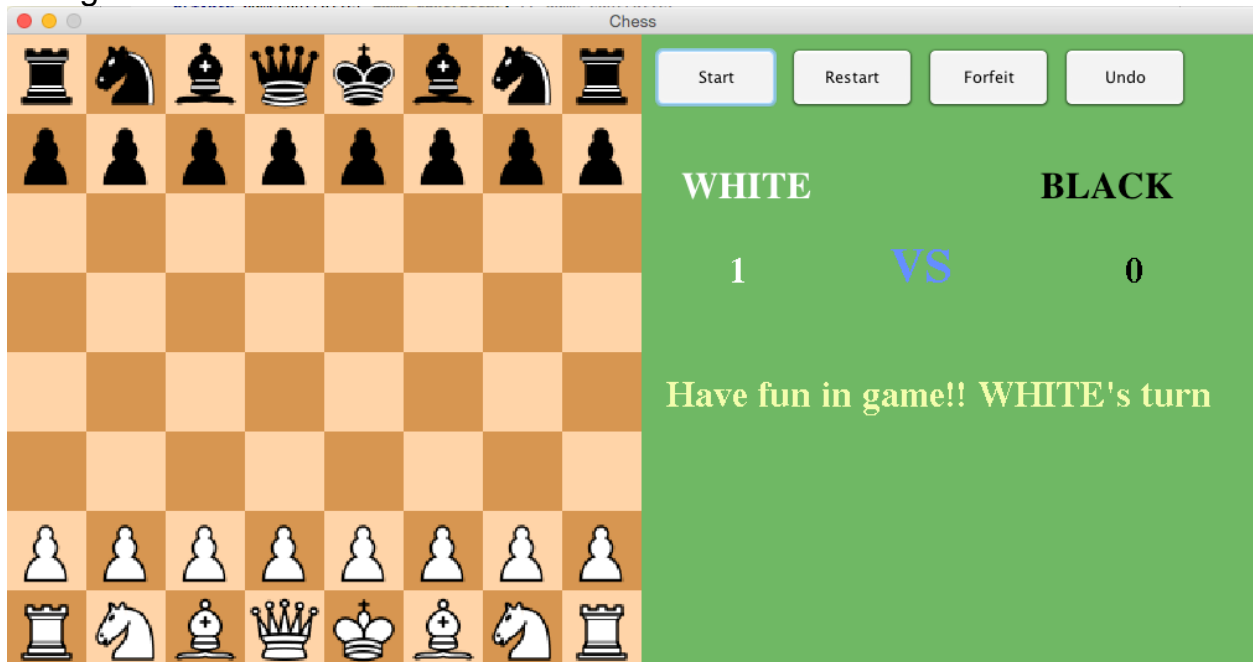 Chess
Start Restart Forfeit Undo
WHITE BLACK
1 VS 0
Have fun in game!! WHITE's turn